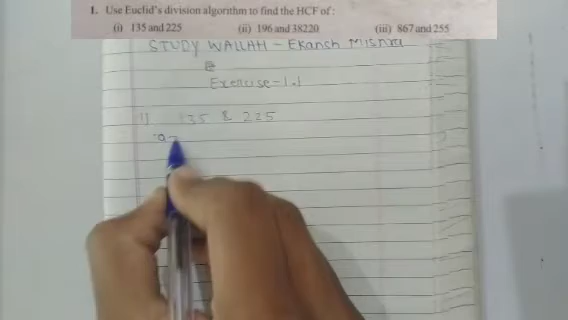 1. Use Euclid's division algorithm to find the HCF of :
(i) 135 and 225 (ii) 196 and 38220 (iii) 867 and 255
STUDY WALLAH - Ekansh Mishra
Exercise - 1.1
1) 135 & 225
a =